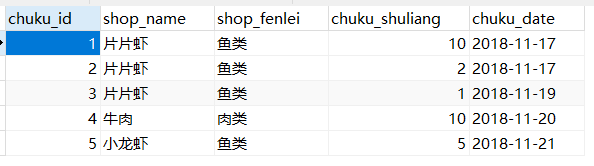 chuku_id shop_name shop_fenlei chuku_shuliang chuku_date
1 片片虾 鱼类 10 2018-11-17
2 片片虾 鱼类 2 2018-11-17
3 片片虾 鱼类 1 2018-11-19
4 牛肉 肉类 10 2018-11-20
5 小龙虾 鱼类 5 2018-11-21